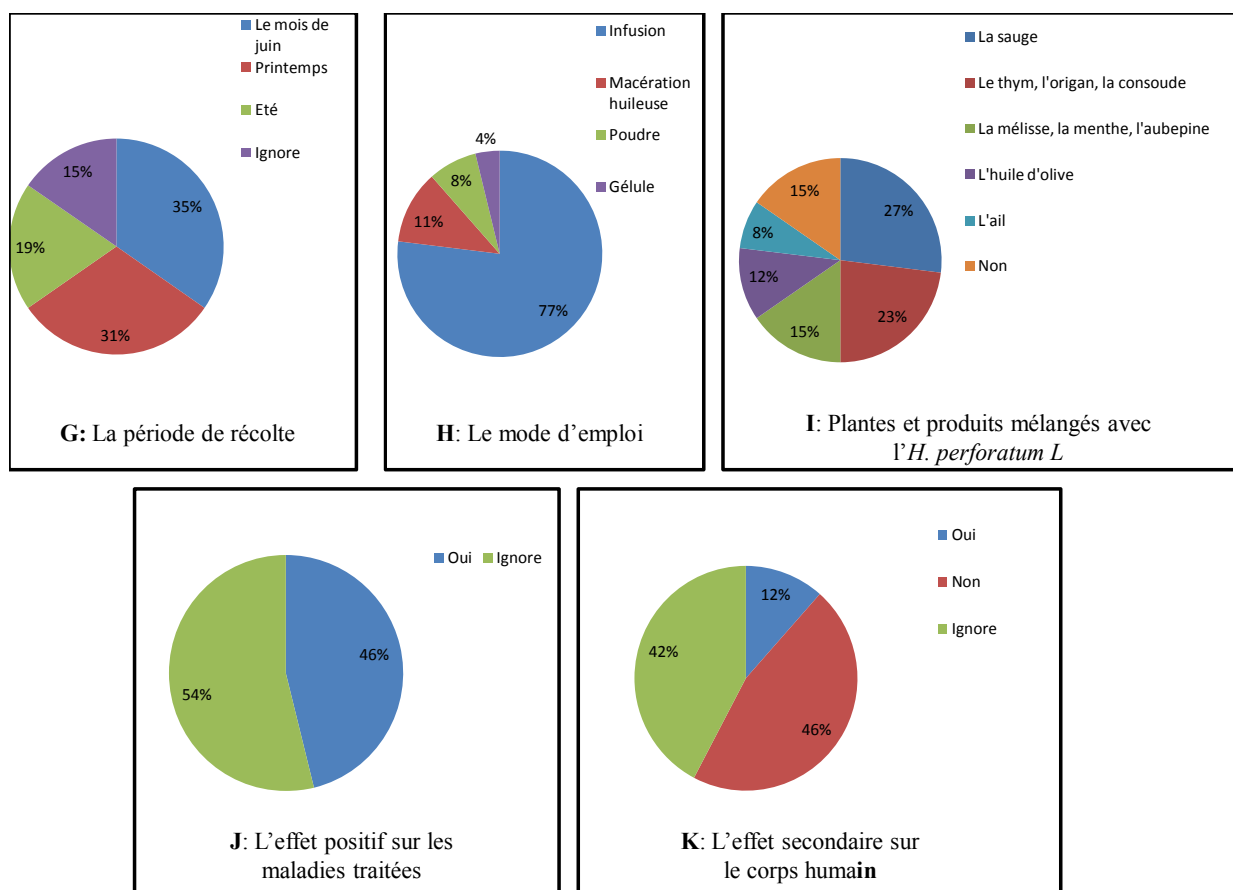 Le mois de
juin
Printemps
Eté
Ignore
35%
31%
19%
15%
G: La période de récolte
Infusion
Macération
huileuse
Poudre
Gélule
77%
11%
8%
4%
H: Le mode d'emploi
La sauge
Le thym, l'origan, la consoude
La mélisse, la menthe, l'aubepine
L'huile d'olive
L'ail
Non
27%
23%
15%
12%
8%
15%
I: Plantes et produits mélangés avec
l'H. perforatum L
Oui Ignore
46%
54%
J: L'effet positif sur les
maladies traitées
Oui
Non
Ignore
12%
46%
42%
K: L'effet secondaire sur
le corps humain